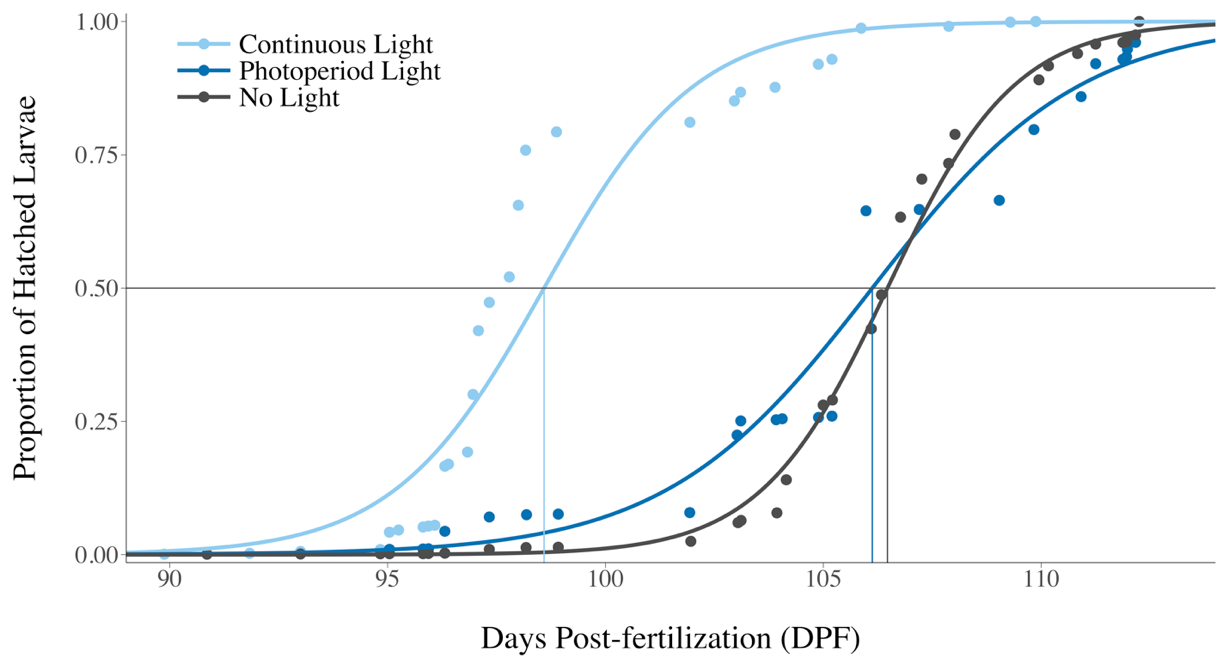 Continuous Light
Photoperiod Light
No Light
Proportion of Hatched Larvae
1.00
0.75
0.50
0.25
0.00
90 95 100 105 110
Days Post-fertilization (DPF)